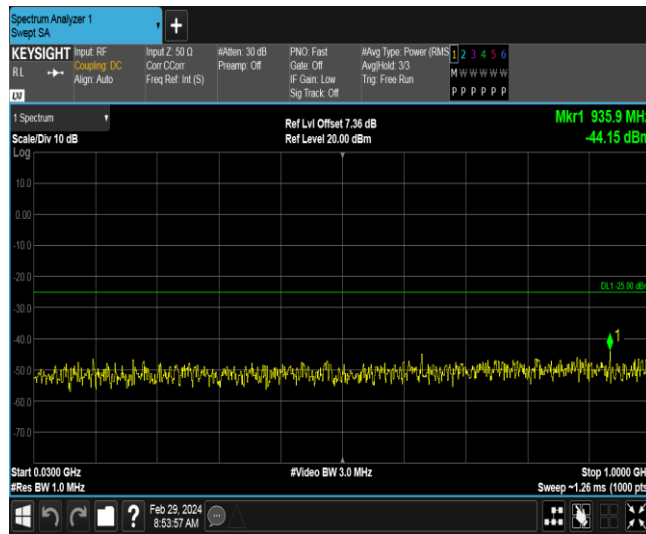 Spectrum Analyzer 1
Swept SA
KEYSIGHT
RL
LXI
Input: RF
Coupling: DC
Align: Auto
Input Z: 50 Ω
Corr CCorr
Freq Ref: Int (S)
#Atten: 30 dB
Preamp: Off
PNO: Fast
Gate: Off
IF Gain: Low
Sig Track: Off
#Avg Type: Power (RMS
Avg|Hold: 3/3
Trig: Free Run
1 2 3 4 5 6
M W W W W W
P P P P P P
1 Spectrum
Scale/Div 10 dB
Log
Ref Lvl Offset 7.36 dB
Ref Level 20.00 dBm
Mkr1 935.9 MHz
-44.15 dBm
10.0
0.00
-10.0
-20.0
DL1 -25.00 dBm
-30.0
-40.0
1
-50.0
-60.0
-70.0
Start 0.0300 GHz
#Res BW 1.0 MHz
#Video BW 3.0 MHz
Stop 1.0000 GHz
Sweep ~1.26 ms (1000 pts)
?
Feb 29, 2024
8:53:57 AM